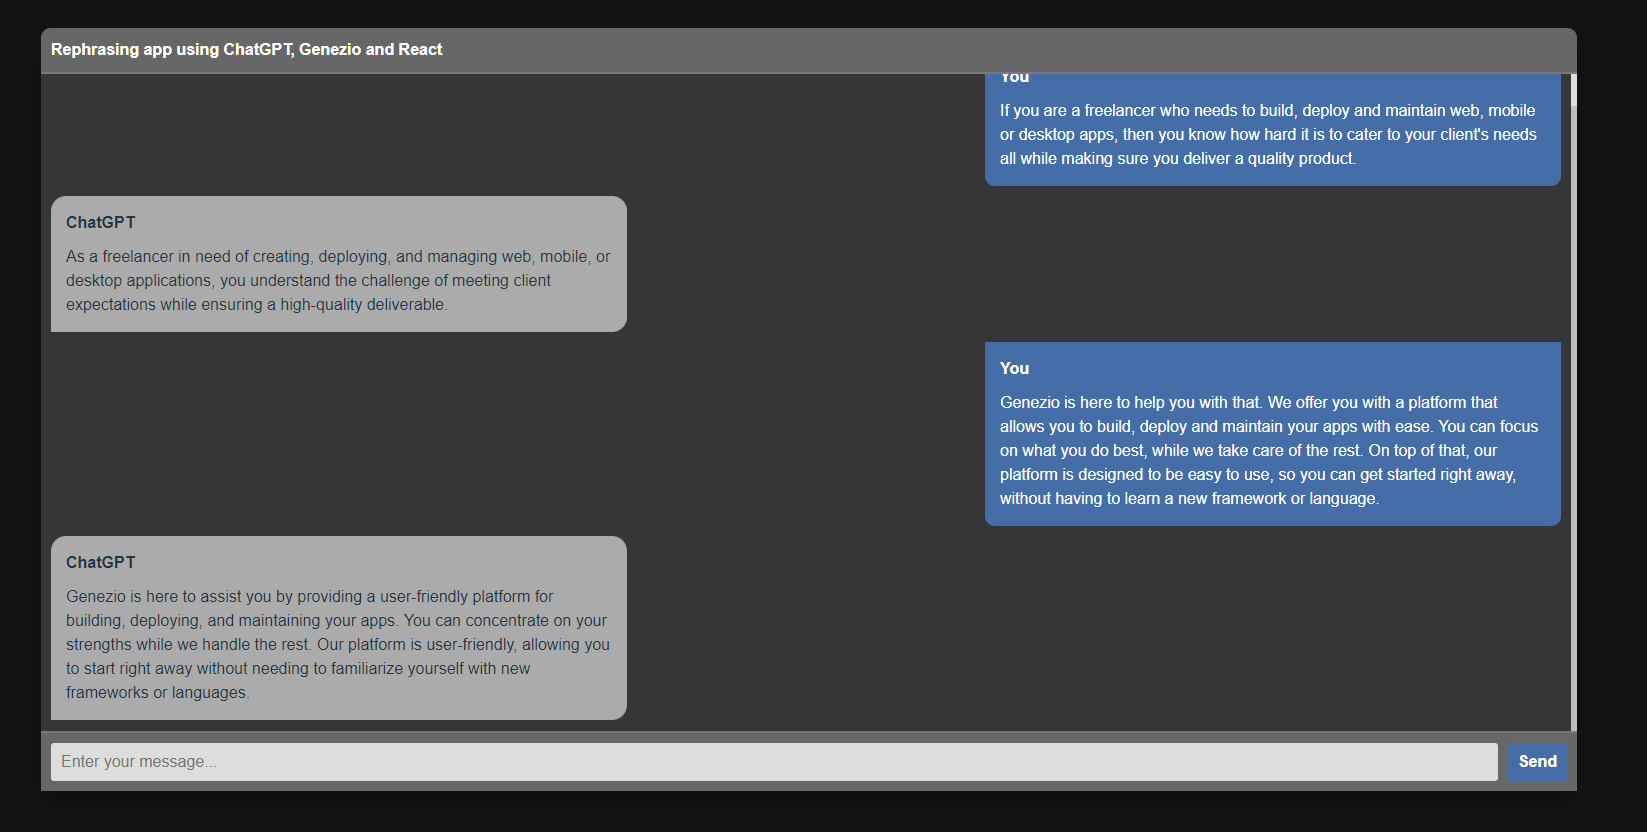 Rephrasing app using ChatGPT, Genezio and React
You
If you are a freelancer who needs to build, deploy and maintain web, mobile
or desktop apps, then you know how hard it is to cater to your client's needs
all while making sure you deliver a quality product.
ChatGPT
As a freelancer in need of creating, deploying, and managing web, mobile, or
desktop applications, you understand the challenge of meeting client
expectations while ensuring a high-quality deliverable.
You
Genezio is here to help you with that. We offer you with a platform that
allows you to build, deploy and maintain your apps with ease. You can focus
on what you do best, while we take care of the rest. On top of that, our
platform is designed to be easy to use, so you can get started right away,
without having to learn a new framework or language.
ChatGPT
Genezio is here to assist you by providing a user-friendly platform for
building, deploying, and maintaining your apps. You can concentrate on your
strengths while we handle the rest. Our platform is user-friendly, allowing you
to start right away without needing to familiarize yourself with new
frameworks or languages.
Enter your message...
Send